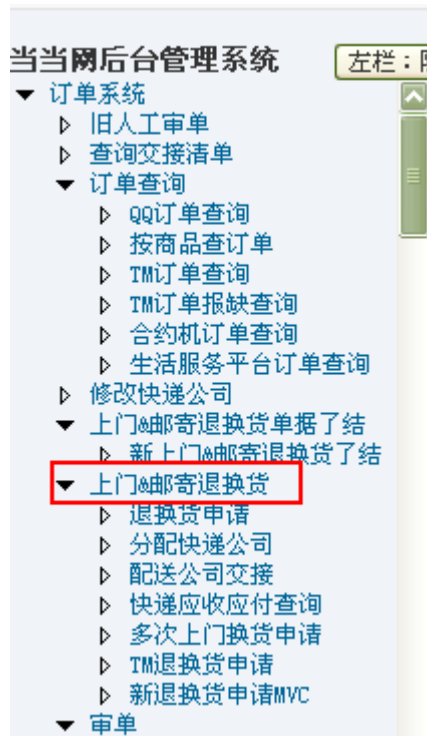 当当网后台管理系统 左栏：
订单系统
旧人工审单
查询交接清单
订单查询
QQ订单查询
按商品查订单
TM订单查询
TM订单报缺查询
合约机订单查询
生活服务平台订单查询
修改快递公司
上门&邮寄退换货单据了结
新上门&邮寄退换货了结
上门&邮寄退换货
退换货申请
分配快递公司
配送公司交接
快递应收应付查询
多次上门换货申请
TM退换货申请
新退换货申请MVC
审单